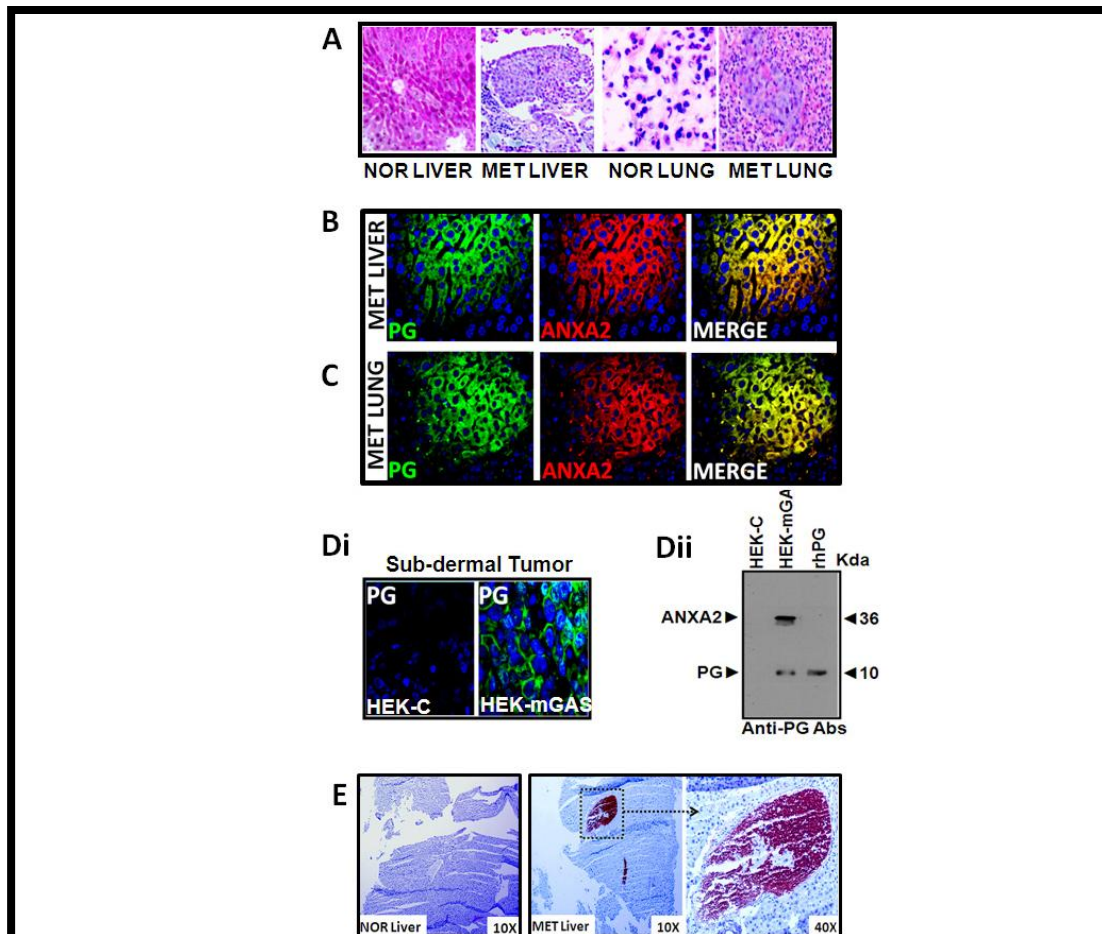 A
NOR LIVER MET LIVER NOR LUNG MET LUNG
B
MET LIVER
PG
ANXA2
MERGE
C
MET LUNG
PG
ANXA2
MERGE
Di
Sub-dermal Tumor
PG
HEK-C
PG
HEK-mGAS
Dii
HEK-C
HEK-mGA
rhPG
Kda
ANXA2 ►
◄ 36
PG ►
◄ 10
Anti-PG Abs
E
NOR Liver 10X
MET Liver 10X
40X